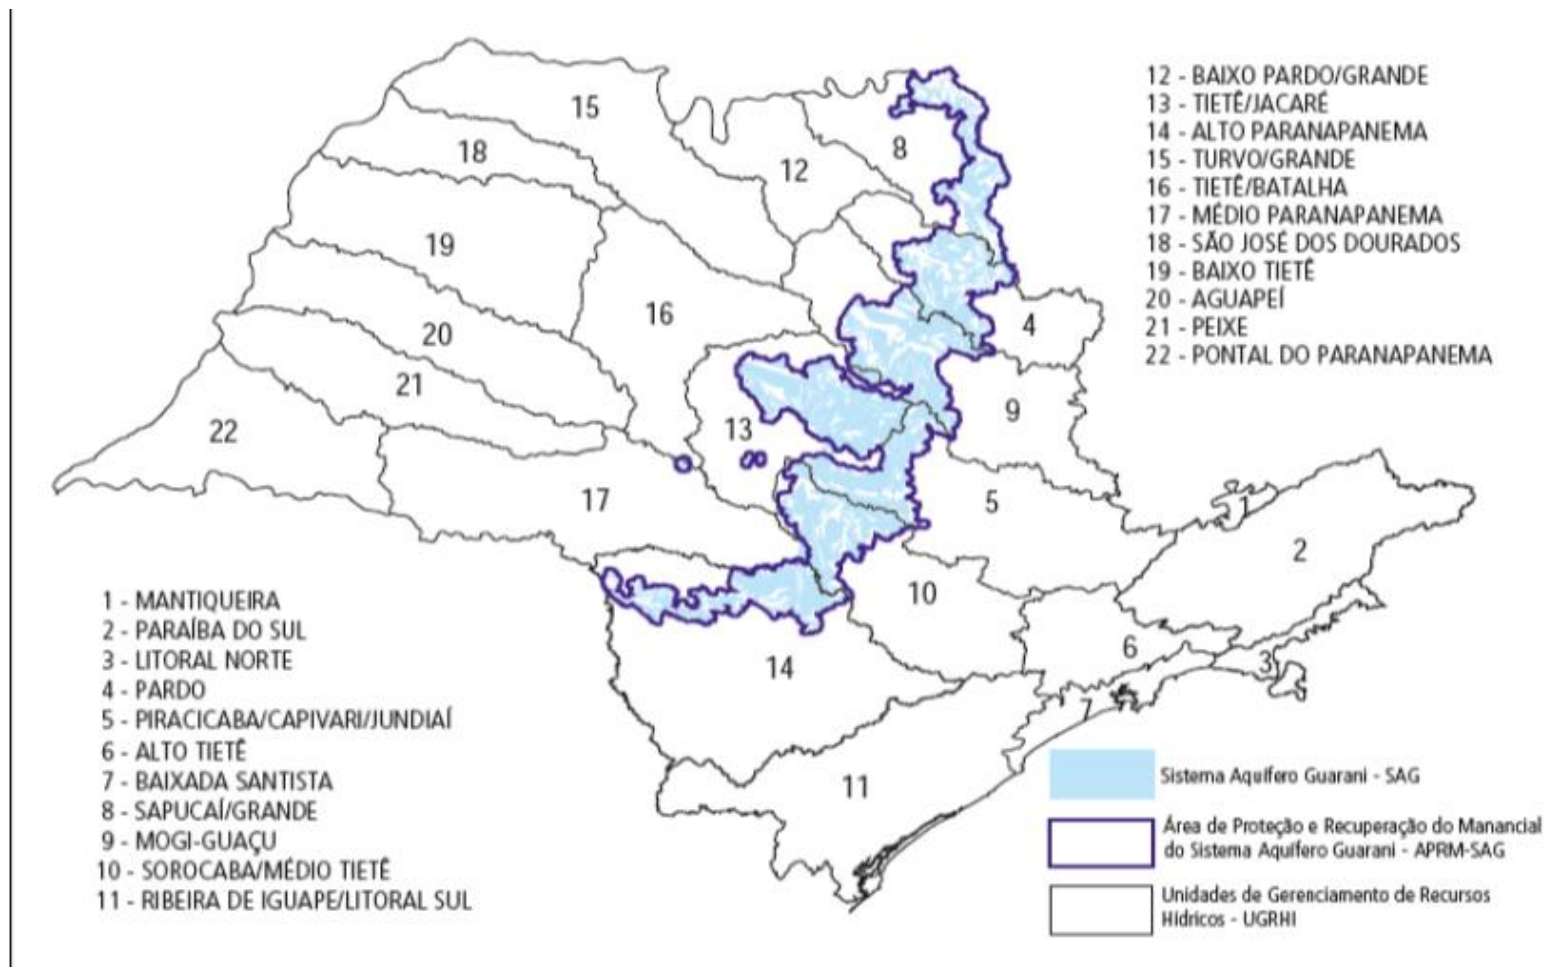 12 - BAIXO PARDO/GRANDE
13 - TIETÊ/JACARÉ
14 - ALTO PARANAPANEMA
15 - TURVO/GRANDE
16 - TIETÊ/BATALHA
17 - MÉDIO PARANAPANEMA
18 - SÃO JOSÉ DOS DOURADOS
19 - BAIXO TIETÊ
20 - AGUAPEÍ
21 - PEIXE
22 - PONTAL DO PARANAPANEMA
15
18
12
8
19
16
4
20
21
9
22
13
17
5
1
2
10
14
6
3
7
11
1 - MANTIQUEIRA
2 - PARAÍBA DO SUL
3 - LITORAL NORTE
4 - PARDO
5 - PIRACICABA/CAPIVARI/JUNDIAÍ
6 - ALTO TIETÊ
7 - BAIXADA SANTISTA
8 - SAPUCAÍ/GRANDE
9 - MOGI-GUAÇU
10 - SOROCABA/MÉDIO TIETÊ
11 - RIBEIRA DE IGUAPE/LITORAL SUL
Sistema Aquífero Guarani - SAG
Área de Proteção e Recuperação do Manancial
do Sistema Aquífero Guarani - APRM-SAG
Unidades de Gerenciamento de Recursos
Hídricos - UGRHI